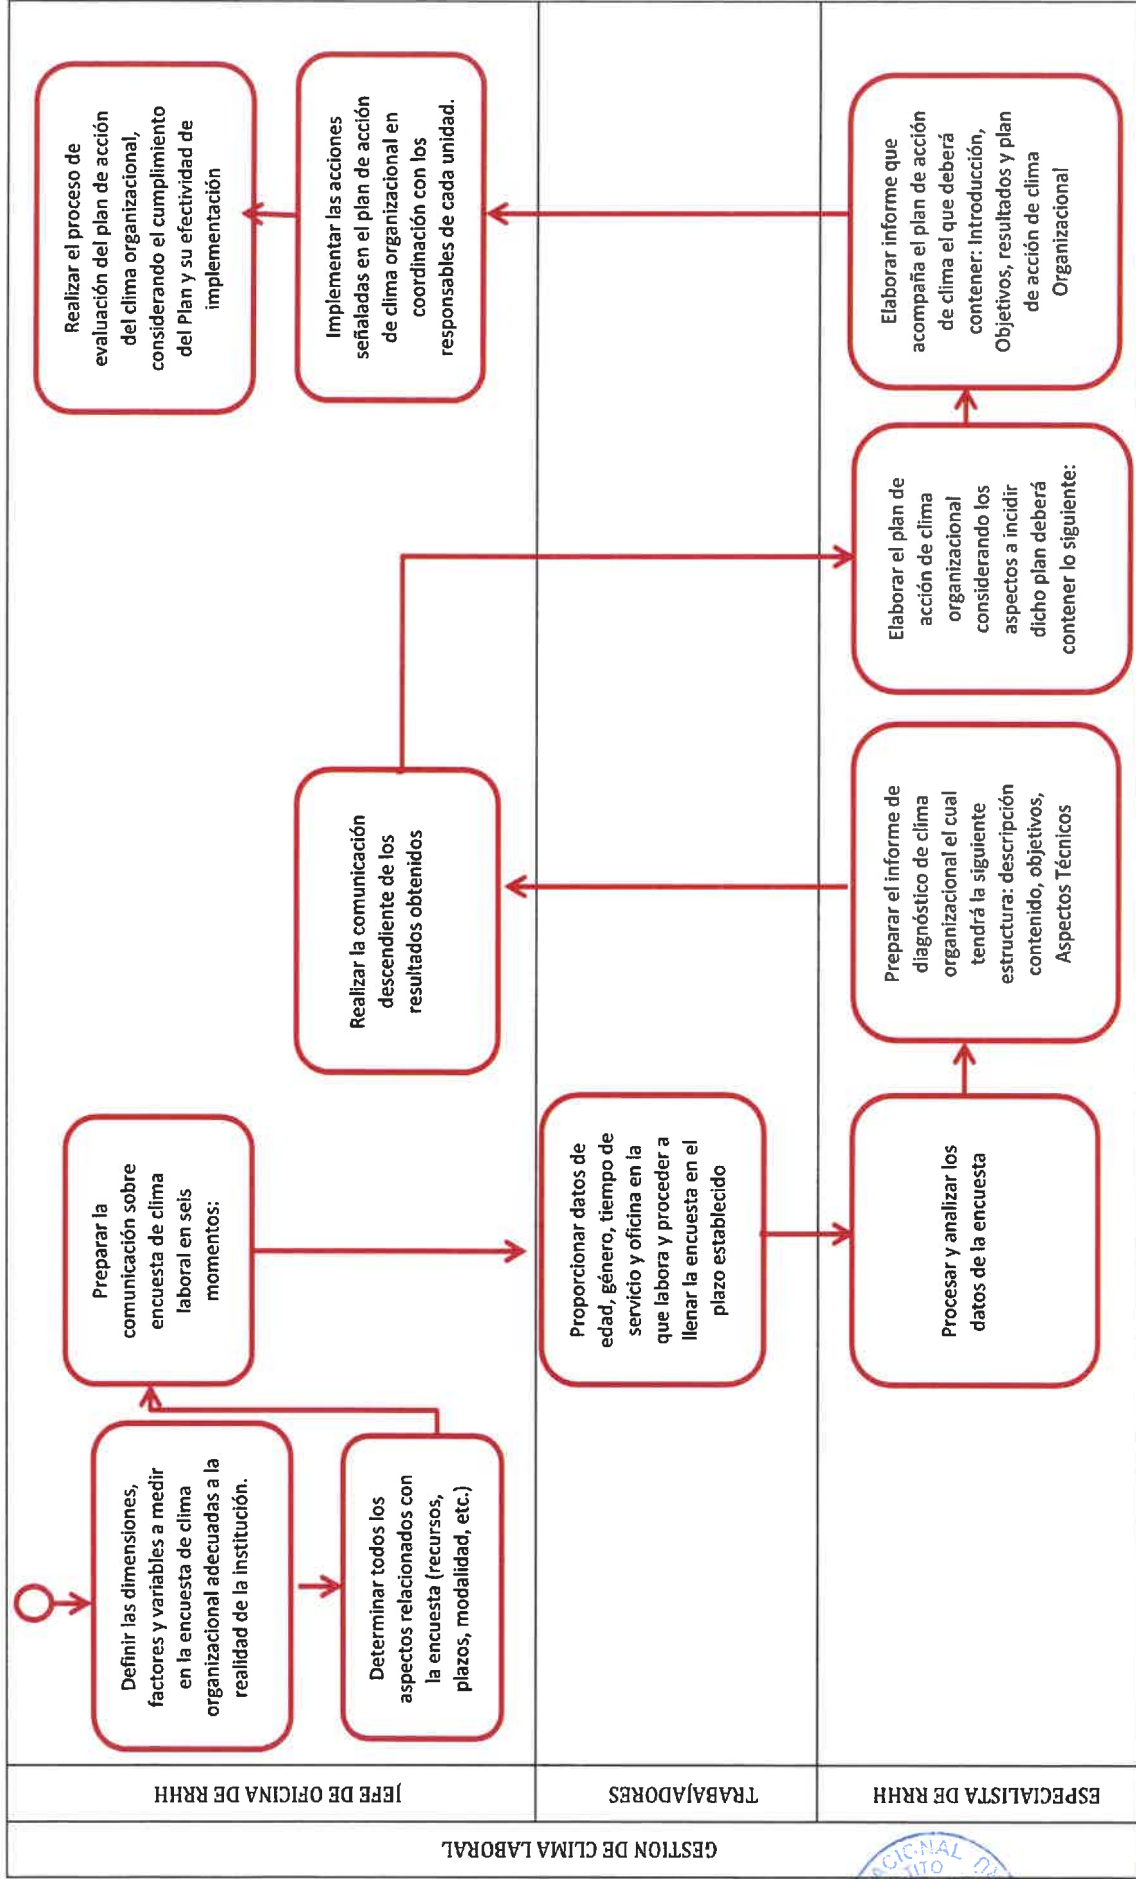 GESTION DE CLIMA LABORAL
JEFE DE OFICINA DE RRHH
Definir las dimensiones,
factores y variables a medir
en la encuesta de clima
organizacional adecuadas a la
realidad de la institución.
Determinar todos los
aspectos relacionados con
la encuesta (recursos,
plazos, modalidad, etc.)
Preparar la
comunicación sobre
encuesta de clima
laboral en seis
momentos:
Realizar la comunicación
descendiente de los
resultados obtenidos
Realizar el proceso de
evaluación del plan de acción
del clima organizacional,
considerando el cumplimiento
del Plan y su efectividad de
implementación
Implementar las acciones
señaladas en el plan de acción
de clima organizacional en
coordinación con los
responsables de cada unidad.
TRABAJADORES
Proporcionar datos de
edad, género, tiempo de
servicio y oficina en la
que labora y proceder a
llenar la encuesta en el
plazo establecido
ESPECIALISTA DE RRHH
Procesar y analizar los
datos de la encuesta
Preparar el informe de
diagnóstico de clima
organizacional el cual
tendrá la siguiente
estructura: descripción
contenido, objetivos,
Aspectos Técnicos
Elaborar el plan de
acción de clima
organizacional
considerando los
aspectos a incidir
dicho plan deberá
contener lo siguiente:
Elaborar informe que
acompaña el plan de acción
de clima el que deberá
contener: Introducción,
Objetivos, resultados y plan
de acción de clima
Organizacional